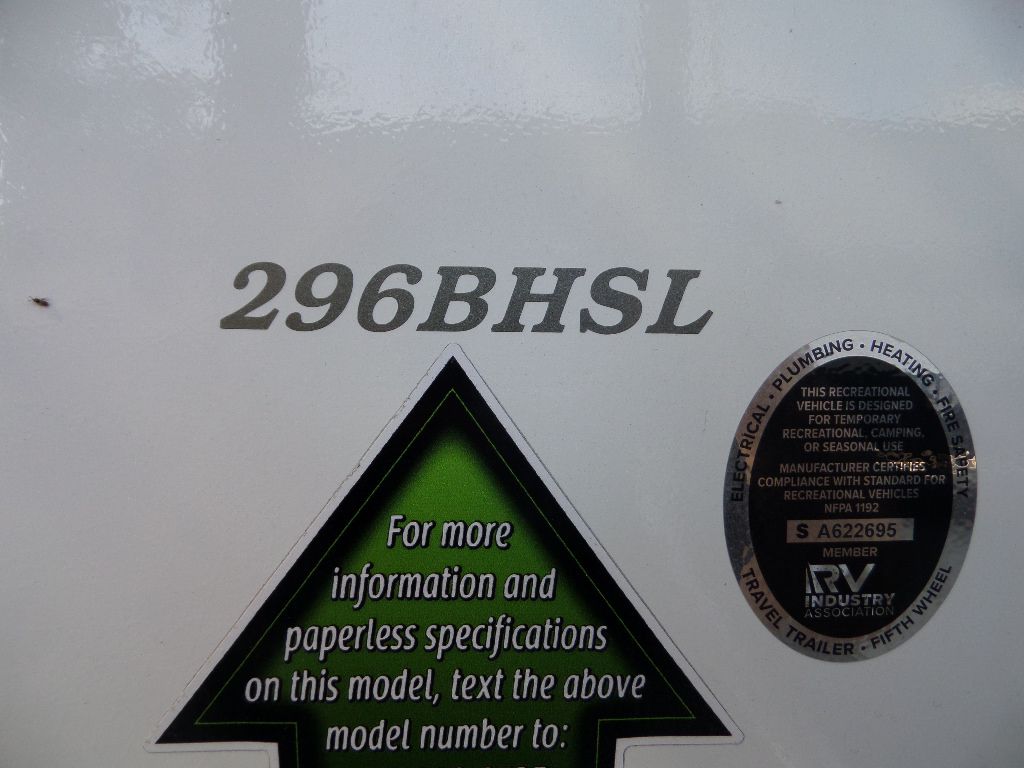 296BHSL
For more
information and
paperless specifications
on this model, text the above
model number to:
ELECTRICAL • PLUMBING • HEATING • FIRE SAFETY
THIS RECREATIONAL
VEHICLE IS DESIGNED
FOR TEMPORARY
RECREATIONAL, CAMPING,
OR SEASONAL USE
MANUFACTURER CERTIFIES
COMPLIANCE WITH STANDARD FOR
RECREATIONAL VEHICLES
NFPA 1192
S A622695
MEMBER
RV
INDUSTRY
ASSOCIATION
TRAVEL TRAILER • FIFTH WHEEL